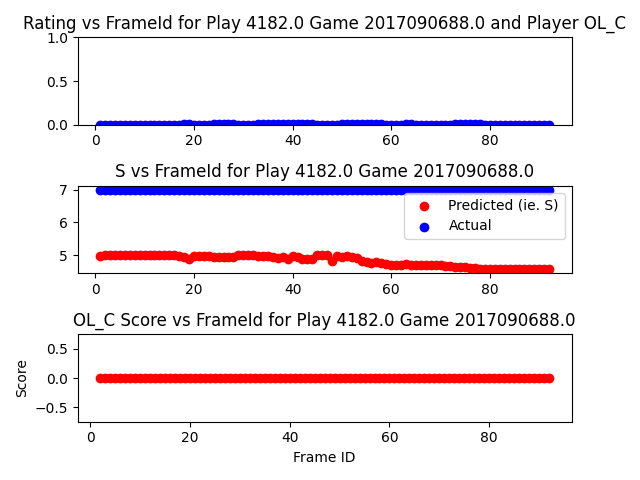 Rating vs FrameId for Play 4182.0 Game 2017090688.0 and Player OL_C
1.0
0.5
0.0
0 20 40 60 80
S vs FrameId for Play 4182.0 Game 2017090688.0
7
6
5
Predicted (ie. S)
Actual
0 20 40 60 80
OL_C Score vs FrameId for Play 4182.0 Game 2017090688.0
Score
0.5
0.0
−0.5
0 20 40 60 80
Frame ID